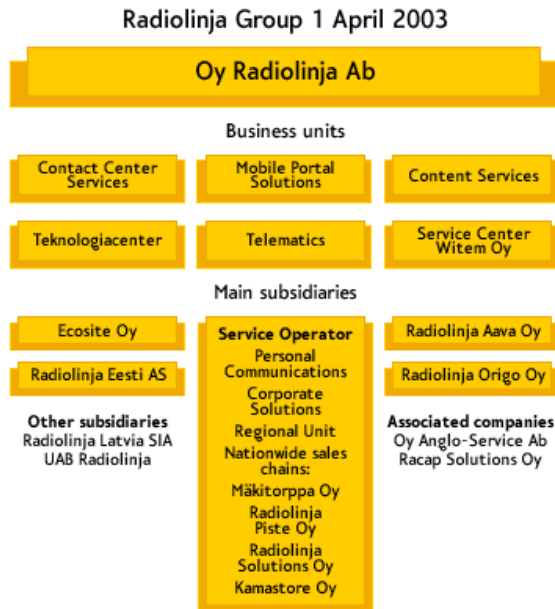 Radiolinja Group 1 April 2003
Oy Radiolinja Ab
Business units
Contact Center
Services
Mobile Portal
Solutions
Content Services
Teknologiacenter
Telematics
Service Center
Witem Oy
Main subsidiaries
Ecosite Oy
Radiolinja Eesti AS
Other subsidiaries
Radiolinja Latvia SIA
UAB Radiolinja
Service Operator
Personal
Communications
Corporate
Solutions
Regional Unit
Nationwide sales
chains:
Mäkitorppa Oy
Radiolinja
Piste Oy
Radiolinja
Solutions Oy
Kamastore Oy
Radiolinja Aava Oy
Radiolinja Origo Oy
Associated companies
Oy Anglo-Service Ab
Racap Solutions Oy